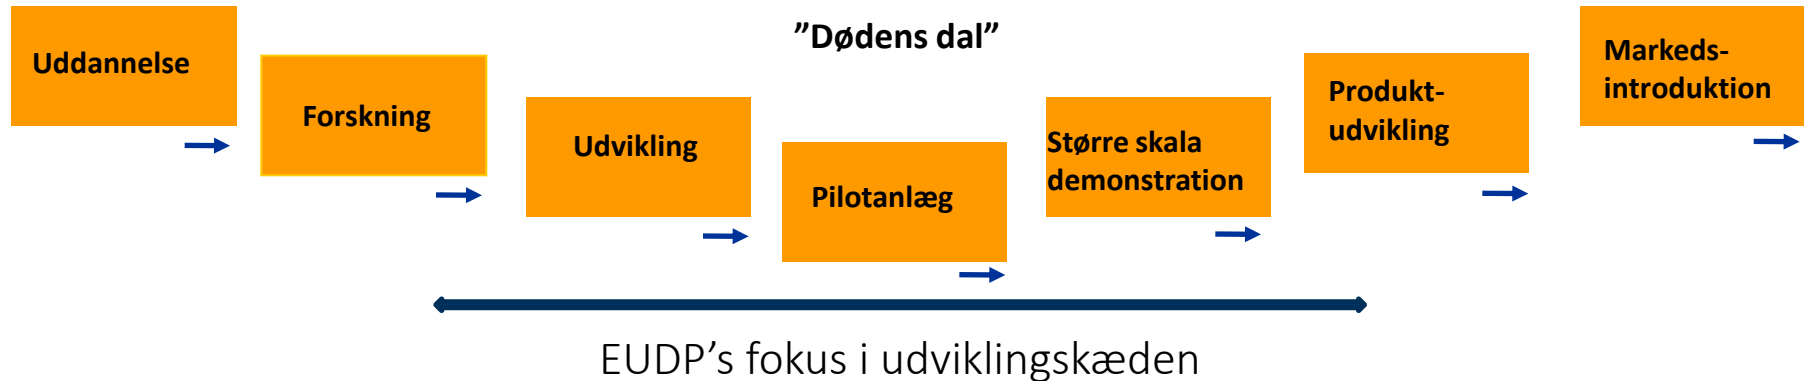 ”Dødens dal”
Uddannelse
Forskning
Udvikling
Pilotanlæg
Større skala
demonstration
Produkt-
udvikling
Markeds-
introduktion
EUDP’s fokus i udviklingskæden